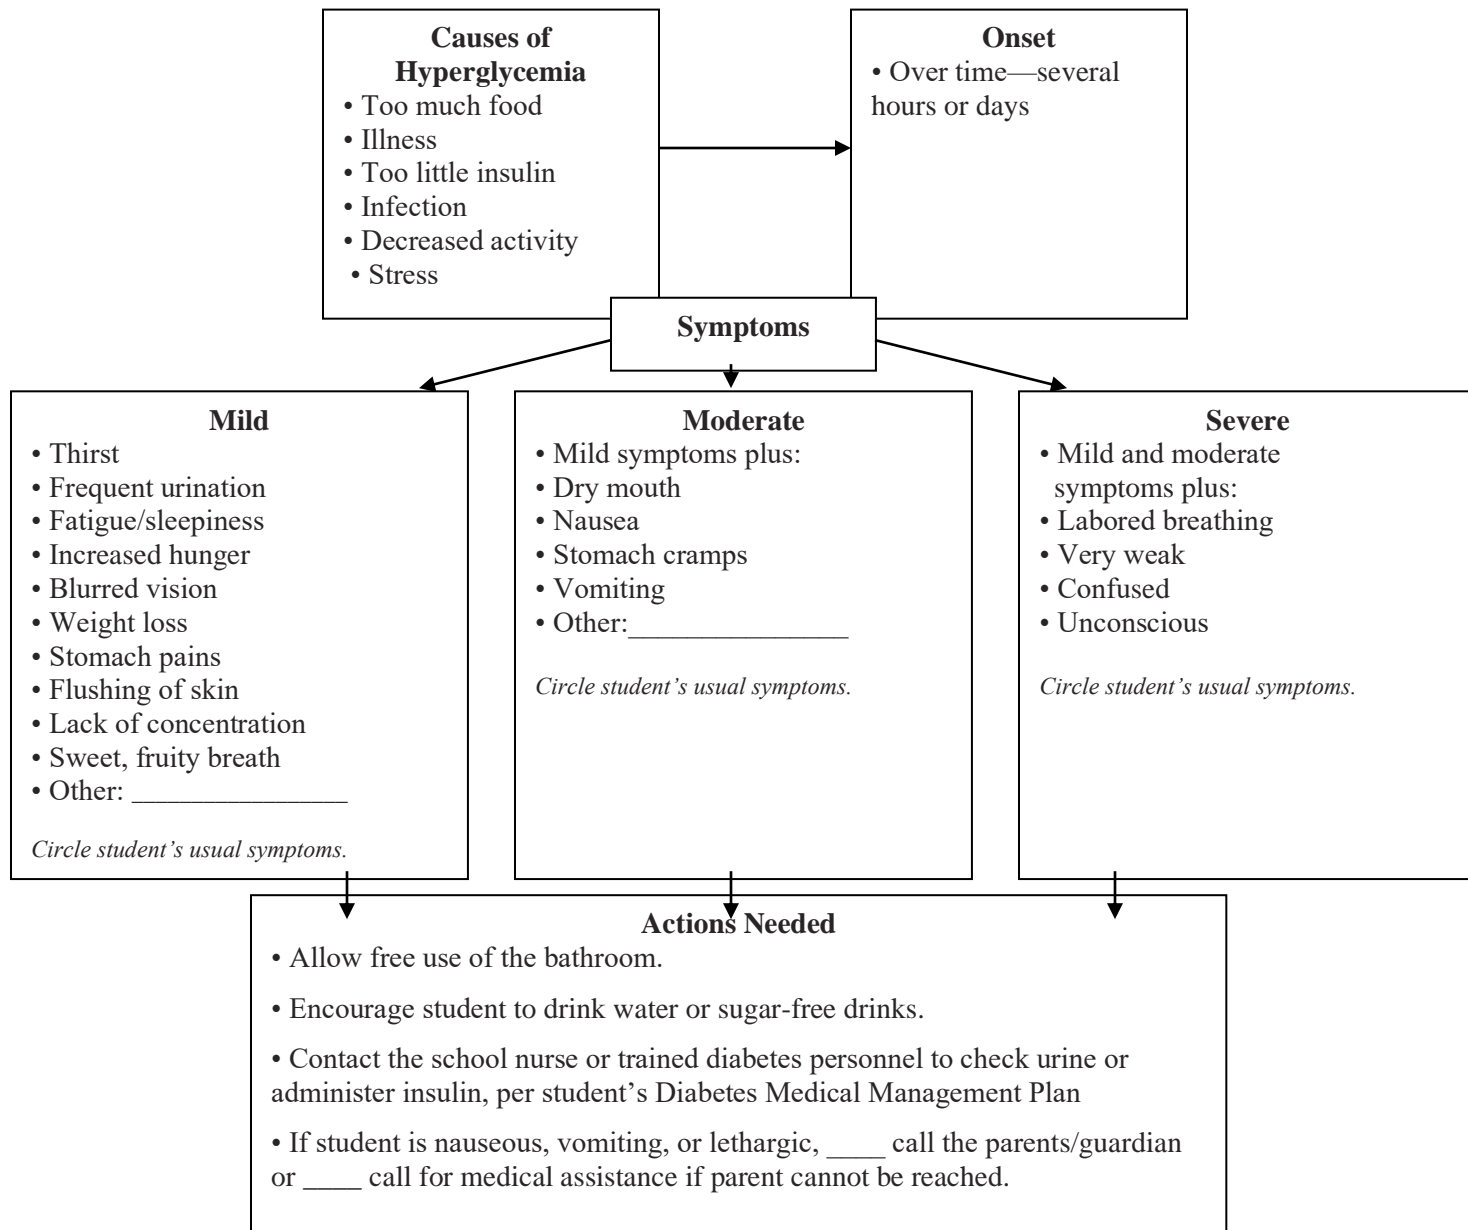 Causes of
Hyperglycemia
• Too much food
• Illness
• Too little insulin
• Infection
• Decreased activity
• Stress
Onset
• Over time—several
hours or days
Symptoms
Mild
• Thirst
• Frequent urination
• Fatigue/sleepiness
• Increased hunger
• Blurred vision
• Weight loss
• Stomach pains
• Flushing of skin
• Lack of concentration
• Sweet, fruity breath
• Other: __________________
Circle student’s usual symptoms.
Moderate
• Mild symptoms plus:
• Dry mouth
• Nausea
• Stomach cramps
• Vomiting
• Other:_______________
Circle student’s usual symptoms.
Severe
• Mild and moderate
symptoms plus:
• Labored breathing
• Very weak
• Confused
• Unconscious
Circle student’s usual symptoms.
Actions Needed
• Allow free use of the bathroom.
• Encourage student to drink water or sugar-free drinks.
• Contact the school nurse or trained diabetes personnel to check urine or
administer insulin, per student’s Diabetes Medical Management Plan
• If student is nauseous, vomiting, or lethargic, ____ call the parents/guardian
or ____ call for medical assistance if parent cannot be reached.